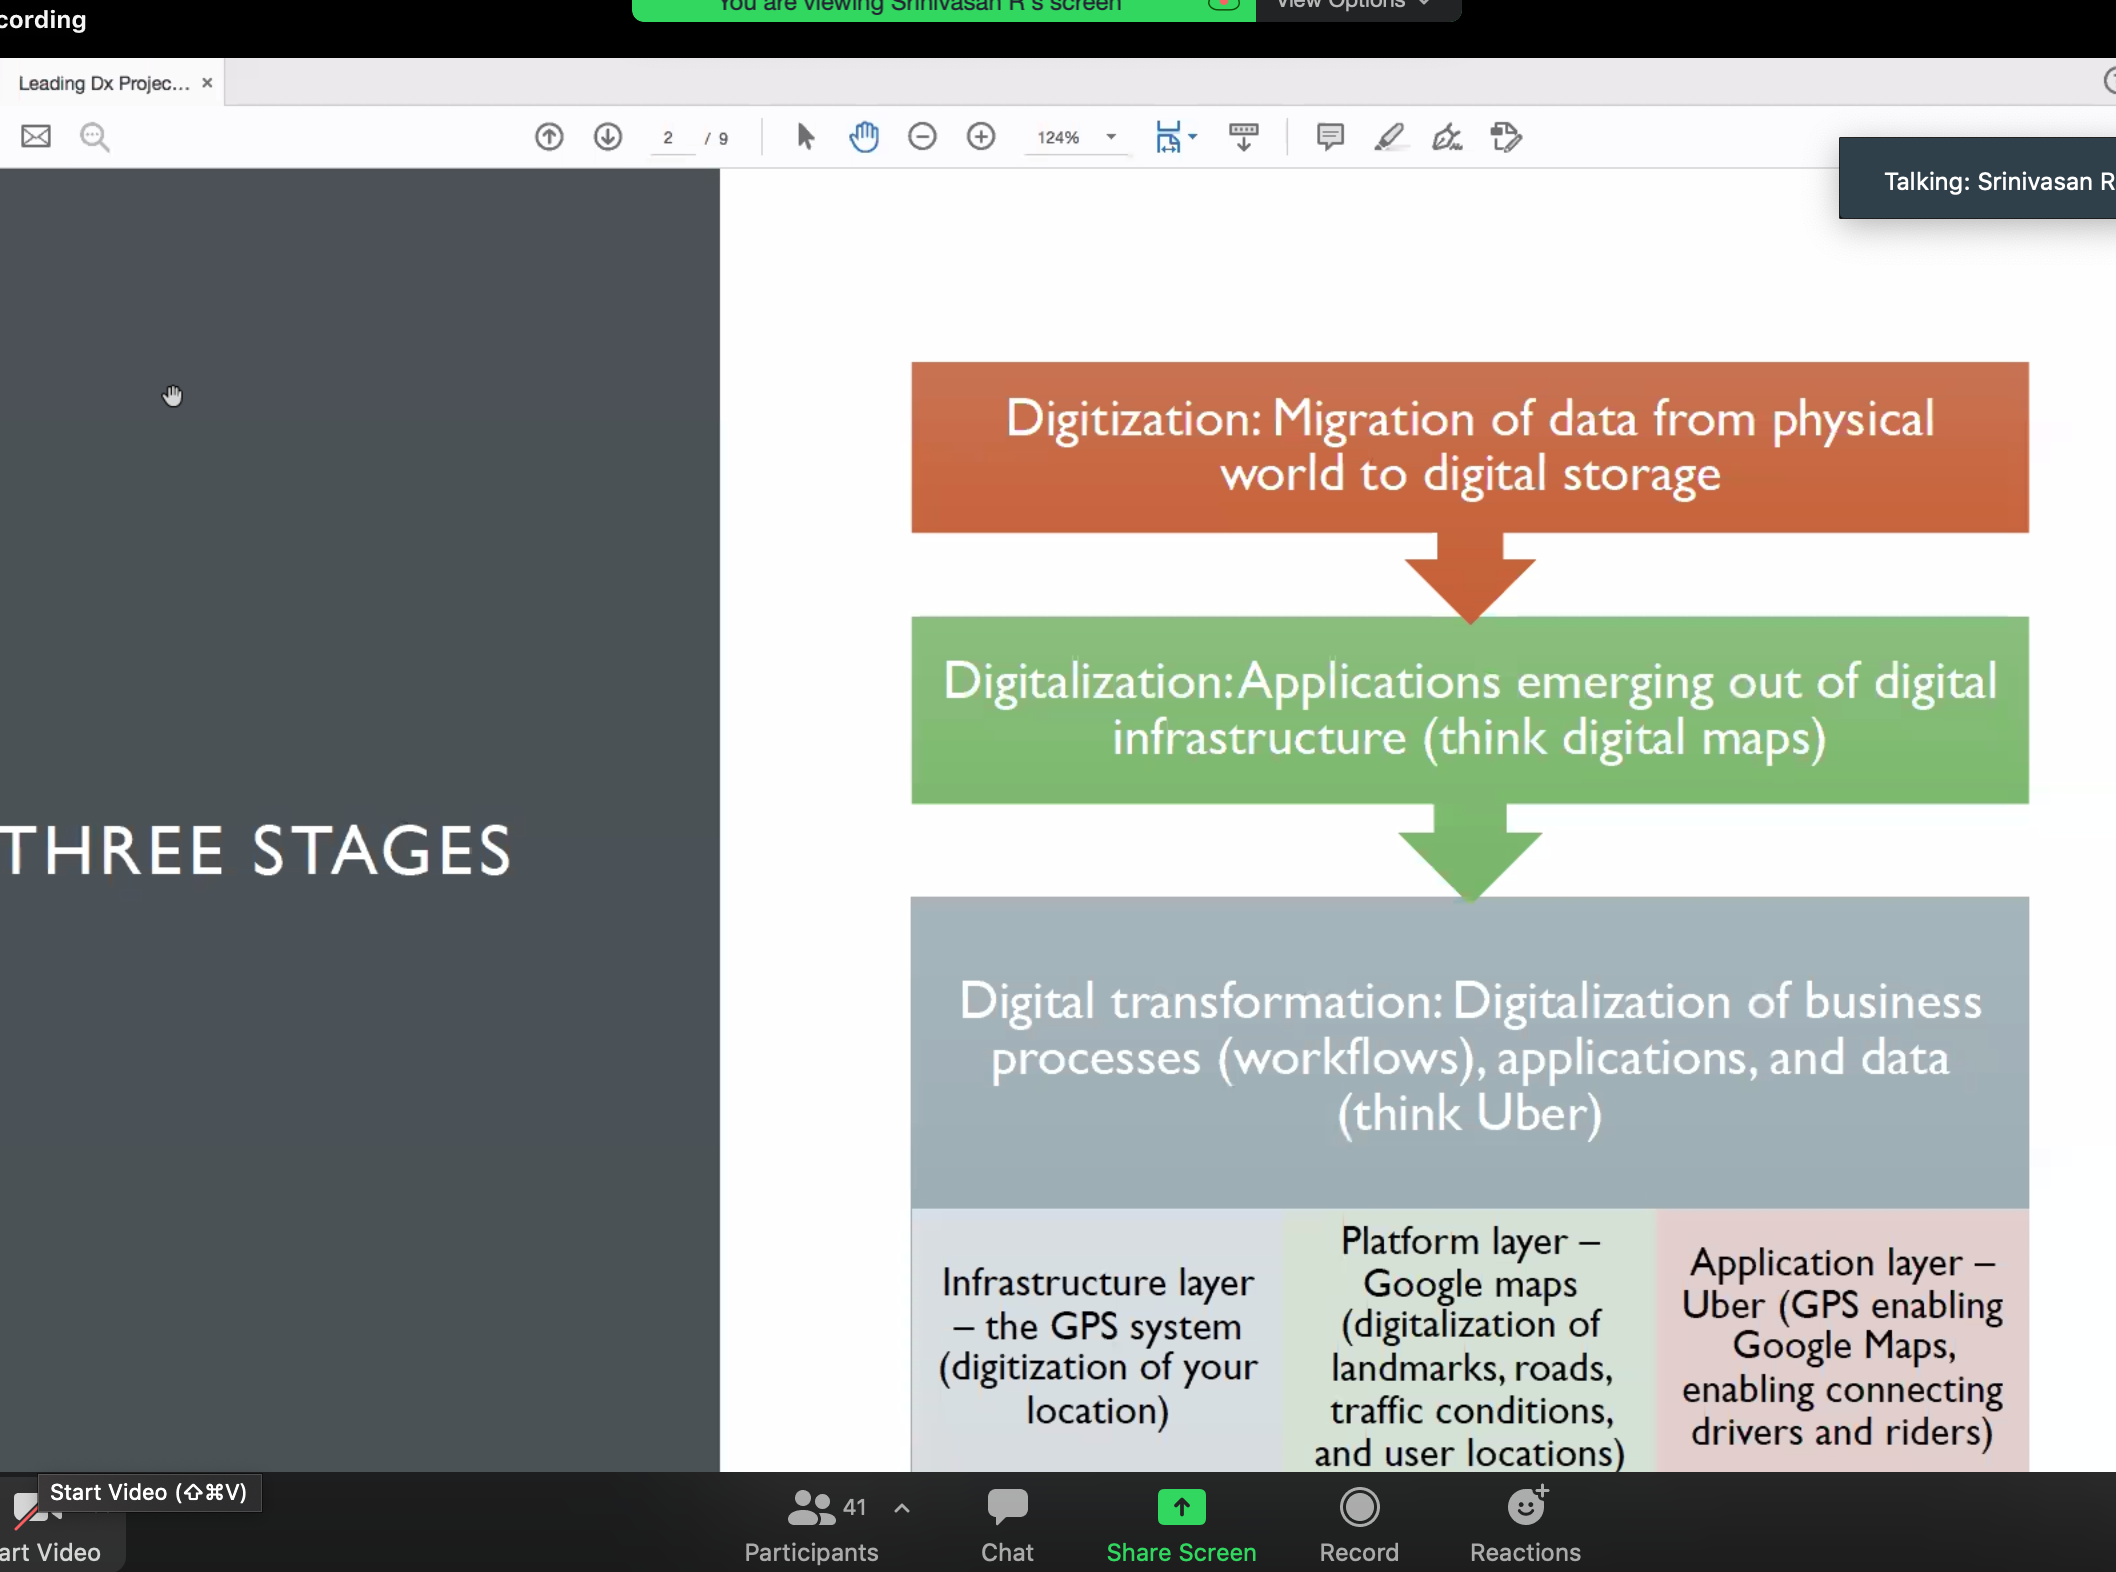 cording
You are viewing Srinivasan R's screen
View Options
Leading Dx Projec... ×
2 / 9
124%
Talking: Srinivasan R
Digitization: Migration of data from physical
world to digital storage
Digitalization: Applications emerging out of digital
infrastructure (think digital maps)
THREE STAGES
Digital transformation: Digitalization of business
processes (workflows), applications, and data
(think Uber)
Infrastructure layer
– the GPS system
(digitization of your
location)
Platform layer –
Google maps
(digitalization of
landmarks, roads,
traffic conditions,
and user locations)
Application layer –
Uber (GPS enabling
Google Maps,
enabling connecting
drivers and riders)
Start Video (⇧⌘V)
art Video
41
Participants
Chat
Share Screen
Record
Reactions